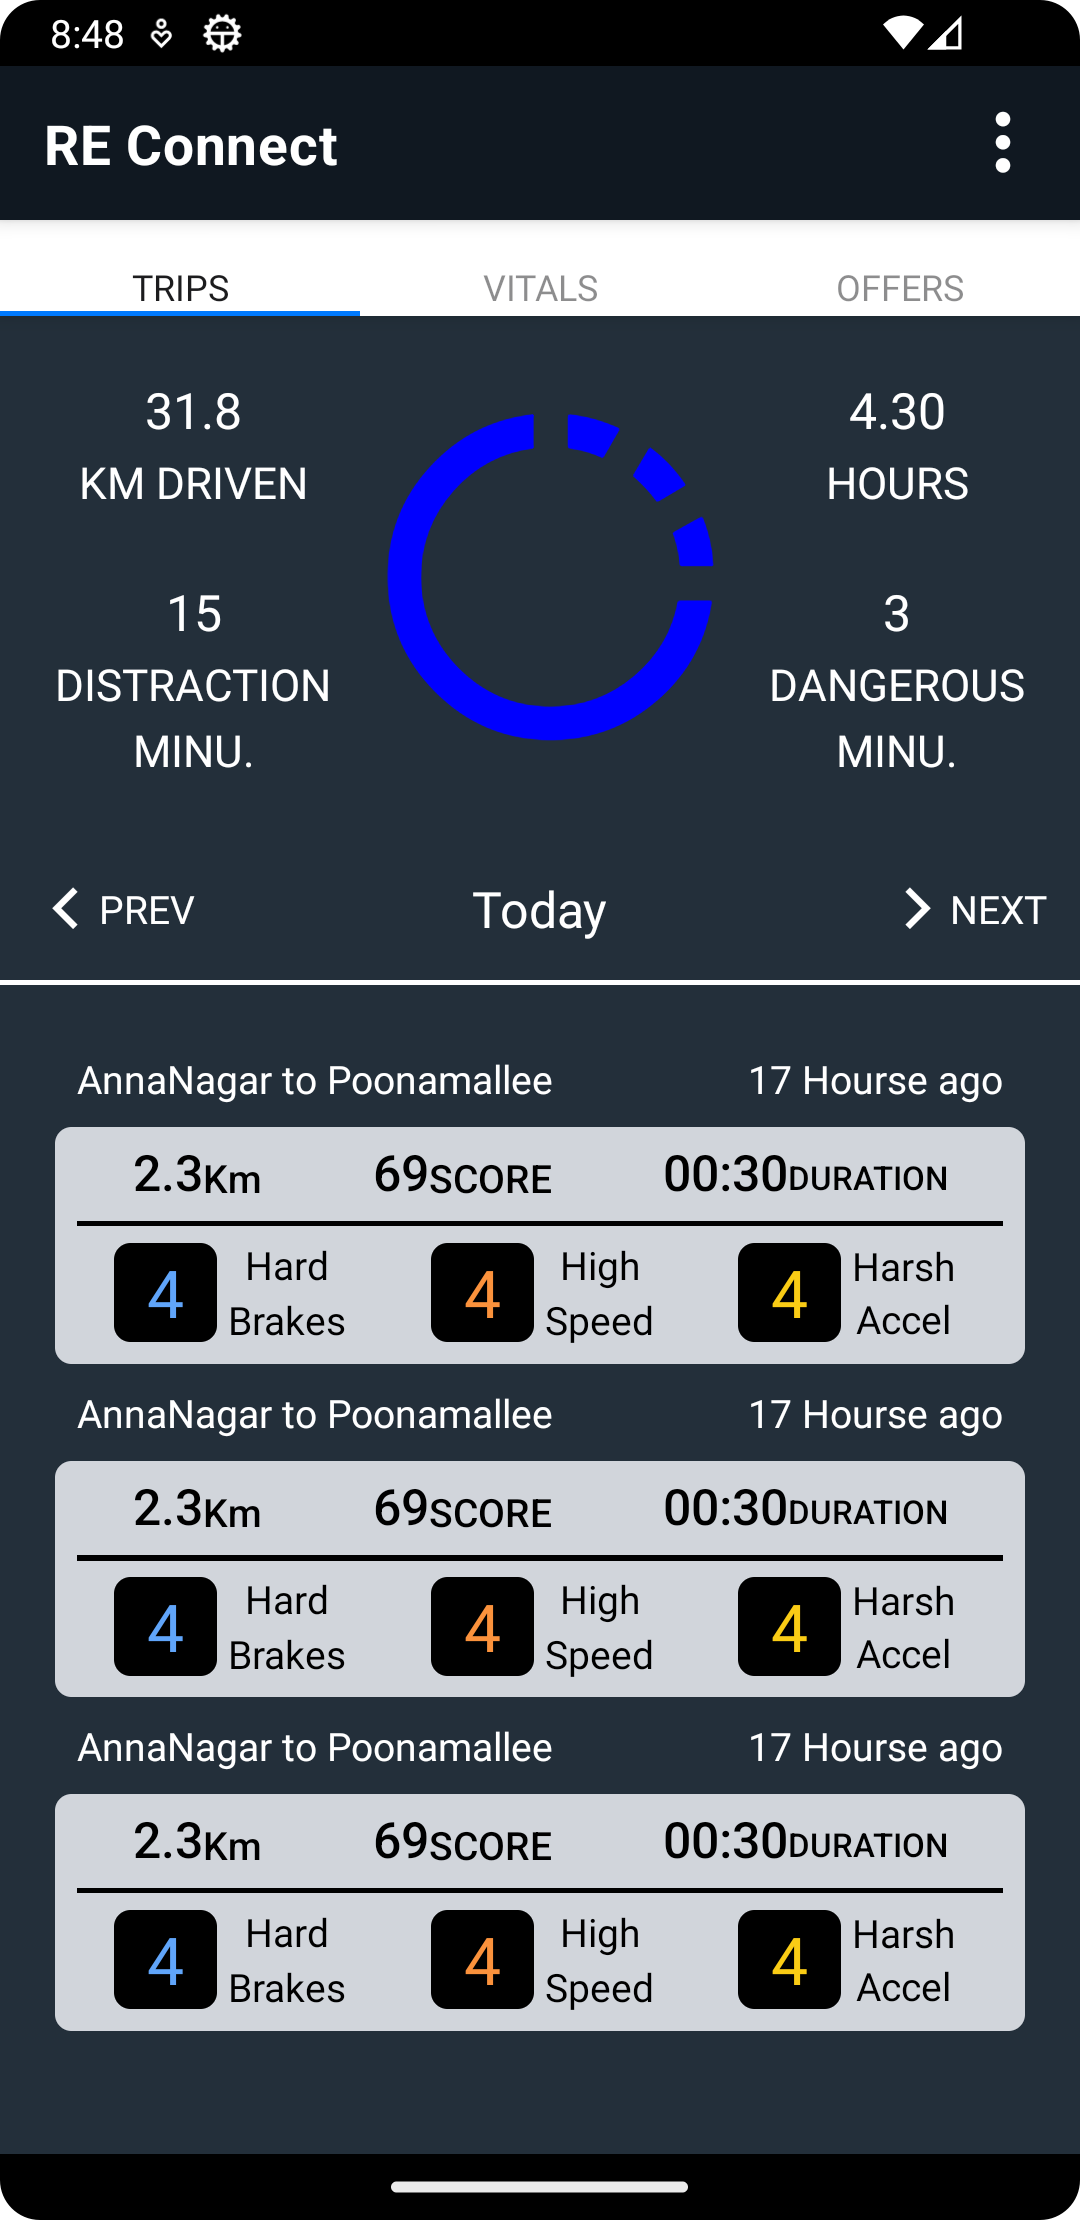 8:48
RE Connect
TRIPS VITALS OFFERS
31.8
KM DRIVEN
4.30
HOURS
15
DISTRACTION
MINU.
3
DANGEROUS
MINU.
PREV Today NEXT
AnnaNagar to Poonamallee 17 Hourse ago
2.3Km 69SCORE 00:30DURATION
4 Hard Brakes 4 High Speed 4 Harsh Accel
AnnaNagar to Poonamallee 17 Hourse ago
2.3Km 69SCORE 00:30DURATION
4 Hard Brakes 4 High Speed 4 Harsh Accel
AnnaNagar to Poonamallee 17 Hourse ago
2.3Km 69SCORE 00:30DURATION
4 Hard Brakes 4 High Speed 4 Harsh Accel